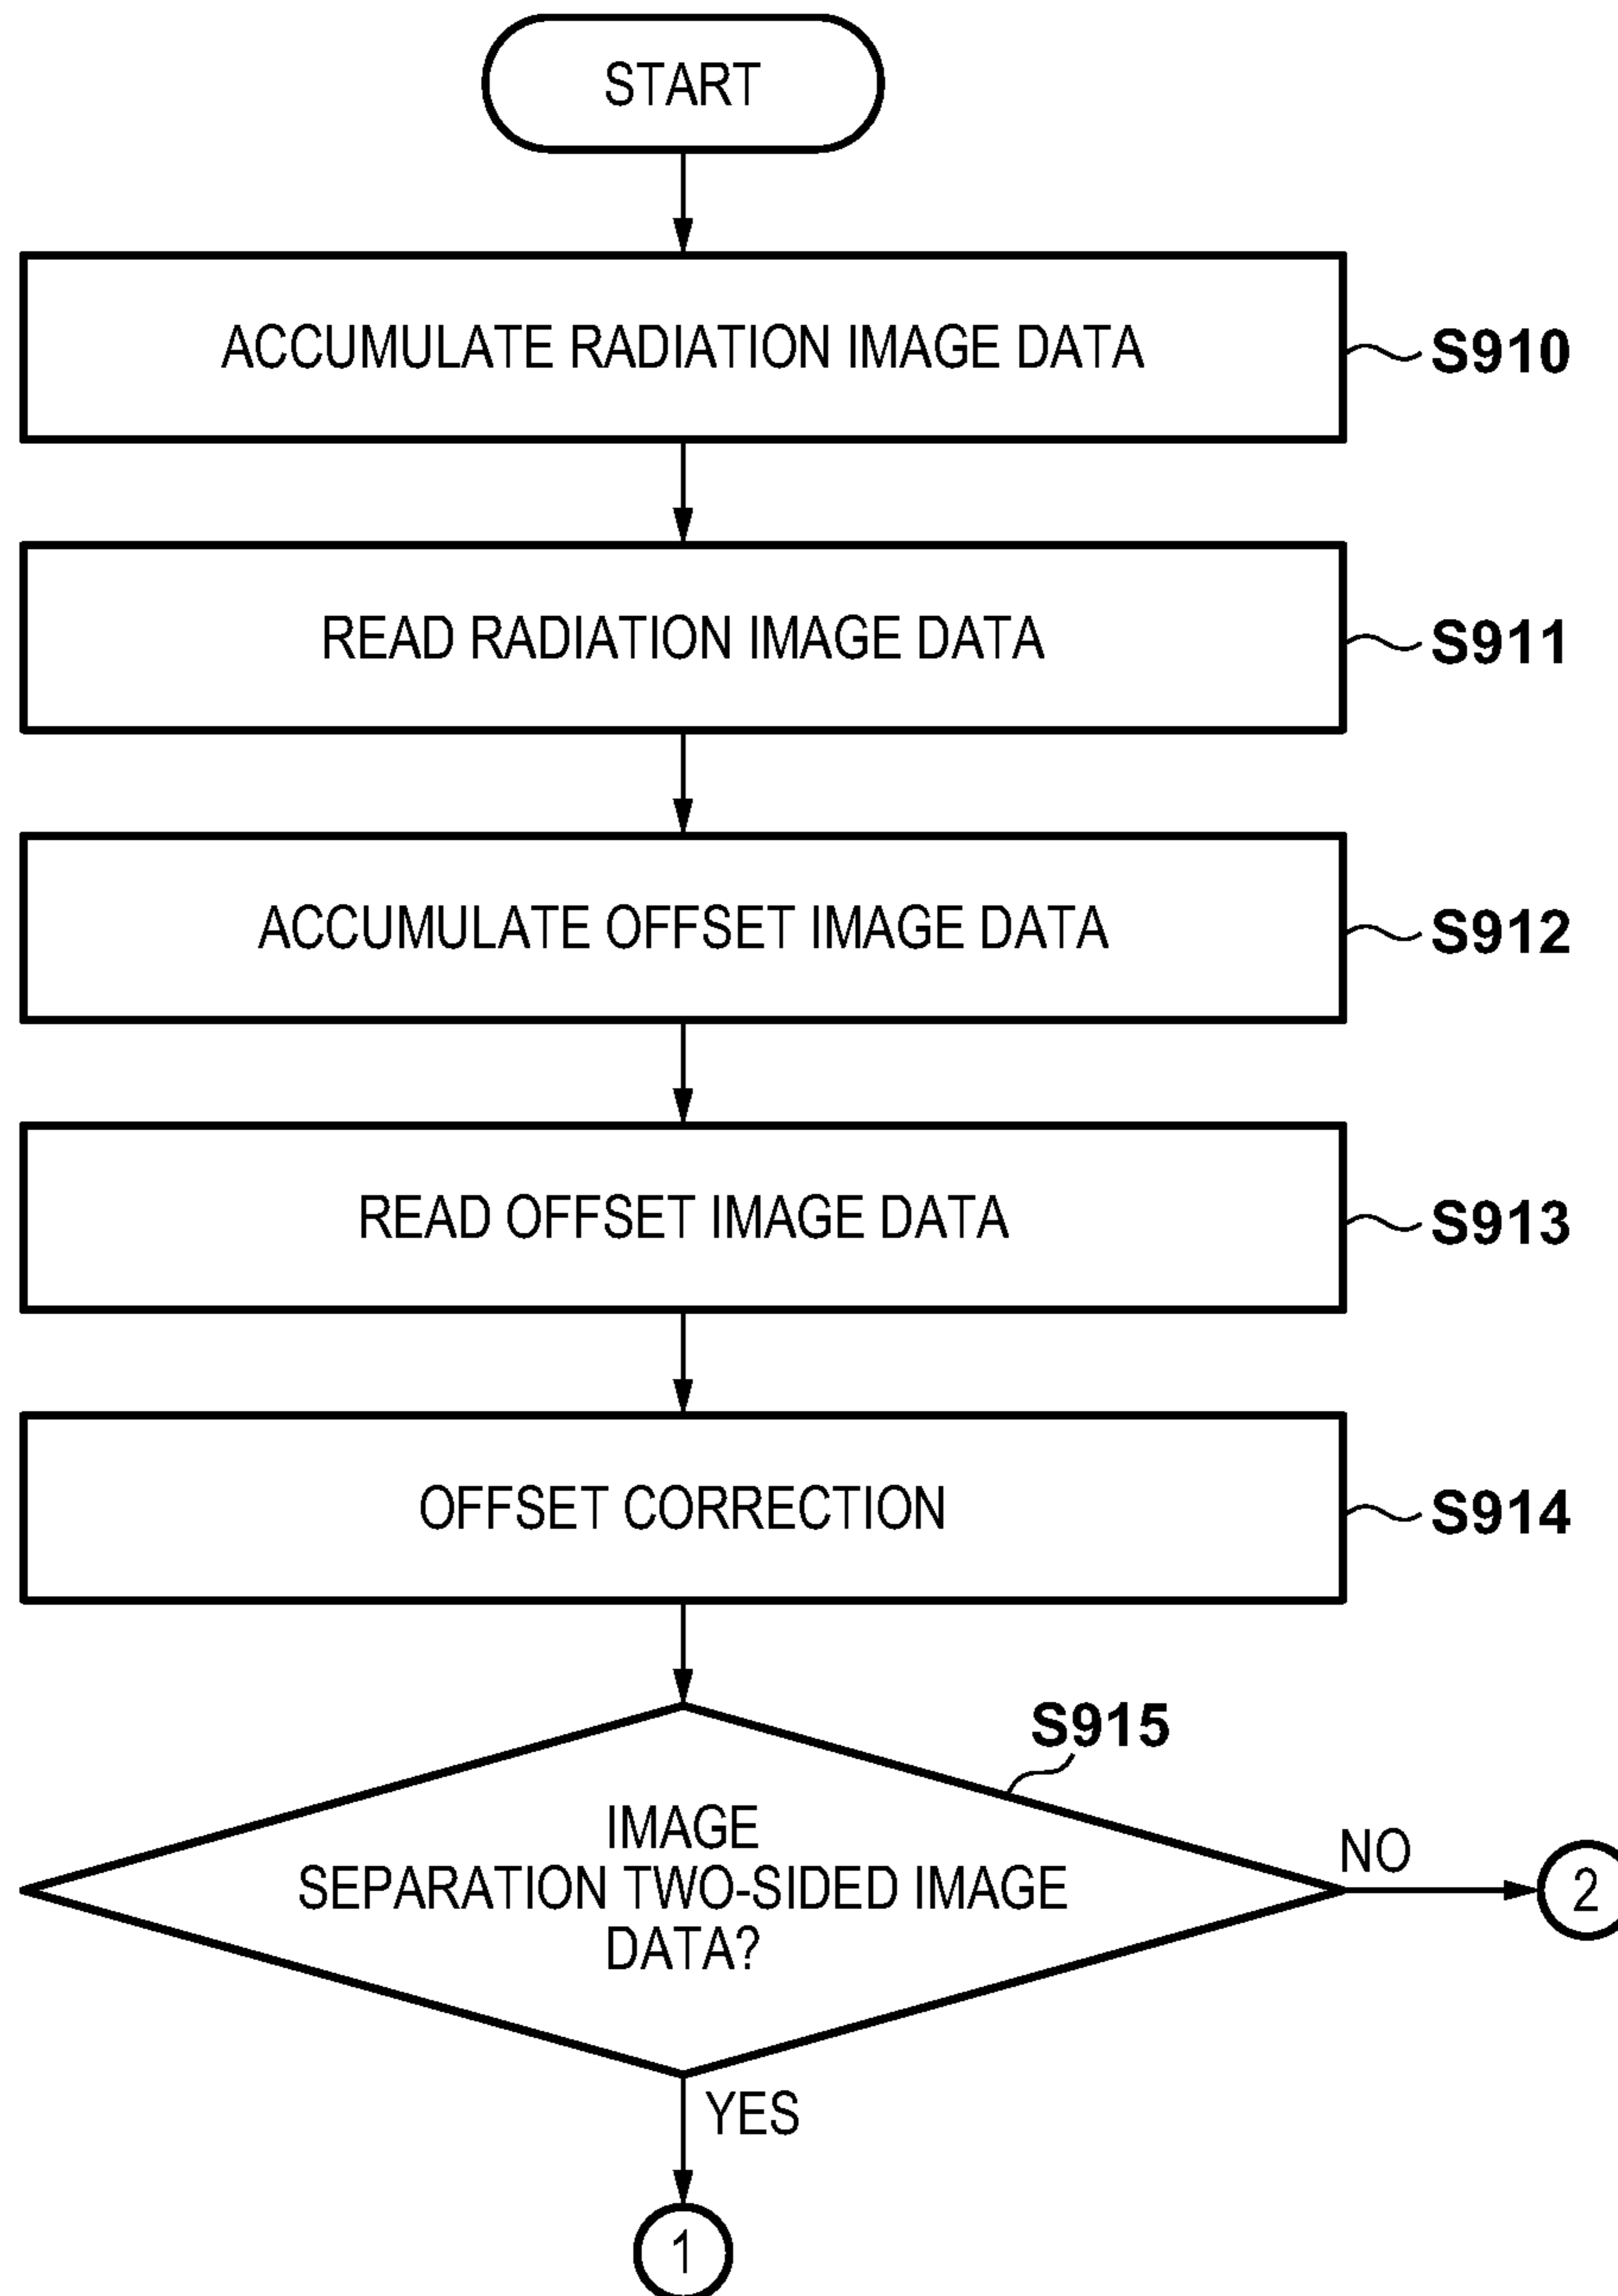 START
ACCUMULATE RADIATION IMAGE DATA
S910
READ RADIATION IMAGE DATA
S911
ACCUMULATE OFFSET IMAGE DATA
S912
READ OFFSET IMAGE DATA
S913
OFFSET CORRECTION
S914
S915
IMAGE
SEPARATION TWO-SIDED IMAGE
DATA?
NO
2
YES
1